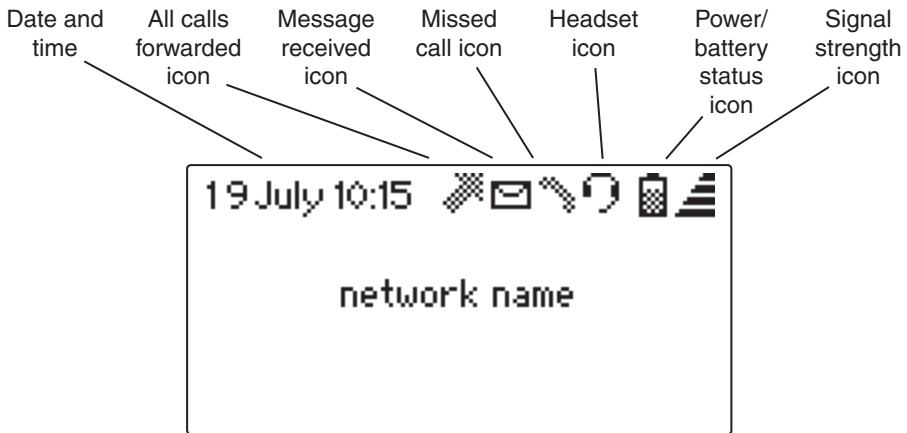 Date and time
All calls forwarded icon
Message received icon
Missed call icon
Headset icon
Power/ battery status icon
Signal strength icon
19 July 10:15
network name